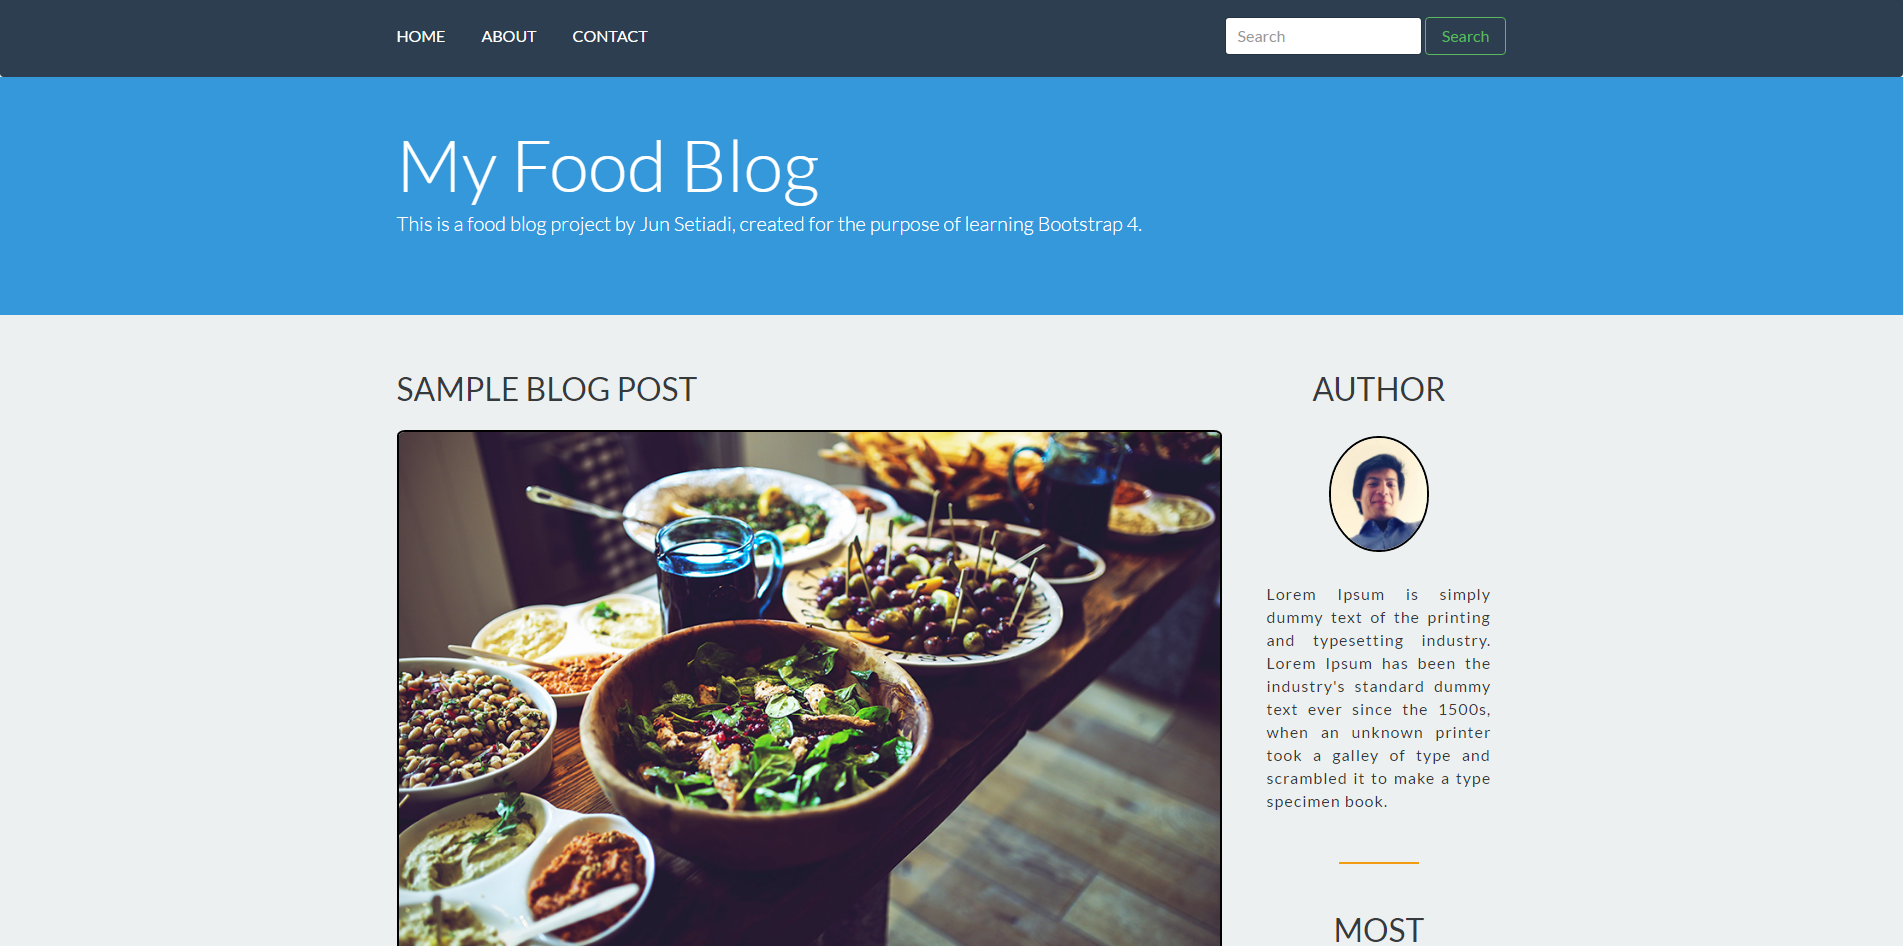 HOME ABOUT CONTACT Search Search
My Food Blog
This is a food blog project by Jun Setiadi, created for the purpose of learning Bootstrap 4.
SAMPLE BLOG POST
AUTHOR
Lorem Ipsum is simply
dummy text of the printing
and typesetting industry.
Lorem Ipsum has been the
industry's standard dummy
text ever since the 1500s,
when an unknown printer
took a galley of type and
scrambled it to make a type
specimen book.
MOST